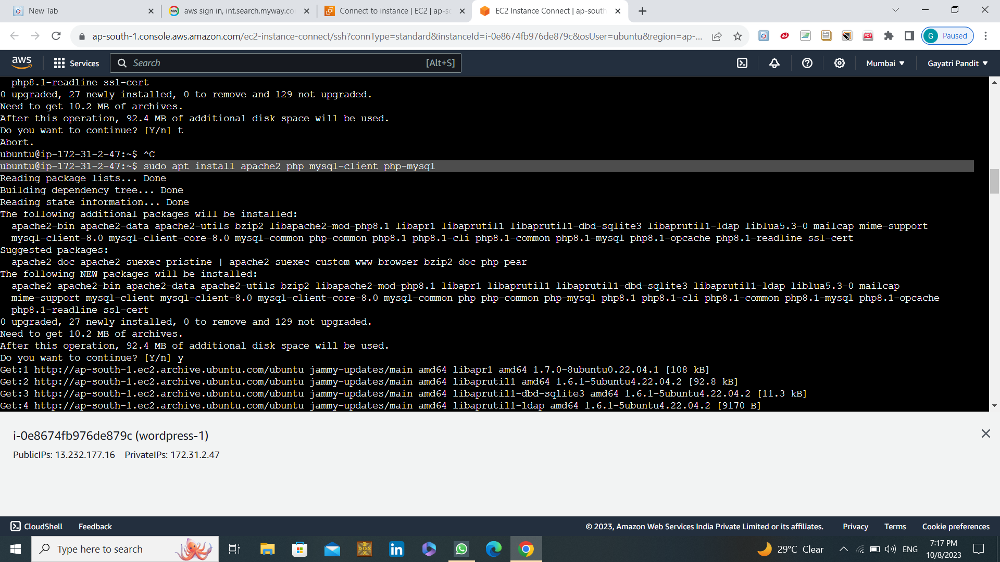 New Tab
aws sign in, int.search.myway.co
Connect to instance | EC2 | ap-so
EC2 Instance Connect | ap-south
ap-south-1.console.aws.amazon.com/ec2-instance-connect/ssh?connType=standard&instanceId=i-0e8674fb976de879c&osUser=ubuntu&region=ap-...
Ask
PDF
G Paused
aws Services Search [Alt+S] Mumbai Gayatri Pandit
php8.1-readline ssl-cert
0 upgraded, 27 newly installed, 0 to remove and 129 not upgraded.
Need to get 10.2 MB of archives.
After this operation, 92.4 MB of additional disk space will be used.
Do you want to continue? [Y/n] t
Abort.
ubuntu@ip-172-31-2-47:~$ ^C
ubuntu@ip-172-31-2-47:~$ sudo apt install apache2 php mysql-client php-mysql
Reading package lists... Done
Building dependency tree... Done
Reading state information... Done
The following additional packages will be installed:
apache2-bin apache2-data apache2-utils bzip2 libapache2-mod-php8.1 libapr1 libaprutil1 libaprutil1-dbd-sqlite3 libaprutil1-ldap liblua5.3-0 mailcap mime-support
mysql-client-8.0 mysql-client-core-8.0 mysql-common php-common php8.1 php8.1-cli php8.1-common php8.1-mysql php8.1-opcache php8.1-readline ssl-cert
Suggested packages:
apache2-doc apache2-suexec-pristine | apache2-suexec-custom www-browser bzip2-doc php-pear
The following NEW packages will be installed:
apache2 apache2-bin apache2-data apache2-utils bzip2 libapache2-mod-php8.1 libapr1 libaprutil1 libaprutil1-dbd-sqlite3 libaprutil1-ldap liblua5.3-0 mailcap
mime-support mysql-client mysql-client-8.0 mysql-client-core-8.0 mysql-common php php-common php-mysql php8.1 php8.1-cli php8.1-common php8.1-mysql php8.1-opcache
php8.1-readline ssl-cert
0 upgraded, 27 newly installed, 0 to remove and 129 not upgraded.
Need to get 10.2 MB of archives.
After this operation, 92.4 MB of additional disk space will be used.
Do you want to continue? [Y/n] y
Get:1 http://ap-south-1.ec2.archive.ubuntu.com/ubuntu jammy-updates/main amd64 libapr1 amd64 1.7.0-8ubuntu0.22.04.1 [108 kB]
Get:2 http://ap-south-1.ec2.archive.ubuntu.com/ubuntu jammy-updates/main amd64 libaprutil1 amd64 1.6.1-5ubuntu4.22.04.2 [92.8 kB]
Get:3 http://ap-south-1.ec2.archive.ubuntu.com/ubuntu jammy-updates/main amd64 libaprutil1-dbd-sqlite3 amd64 1.6.1-5ubuntu4.22.04.2 [11.3 kB]
Get:4 http://ap-south-1.ec2.archive.ubuntu.com/ubuntu jammy-updates/main amd64 libaprutil1-ldap amd64 1.6.1-5ubuntu4.22.04.2 [9170 B]
i-0e8674fb976de879c (wordpress-1)
PublicIPs: 13.232.177.16 PrivateIPs: 172.31.2.47
CloudShell Feedback © 2023, Amazon Web Services India Private Limited or its affiliates. Privacy Terms Cookie preferences
Type here to search
29°C Clear
ENG
7:17 PM
10/8/2023